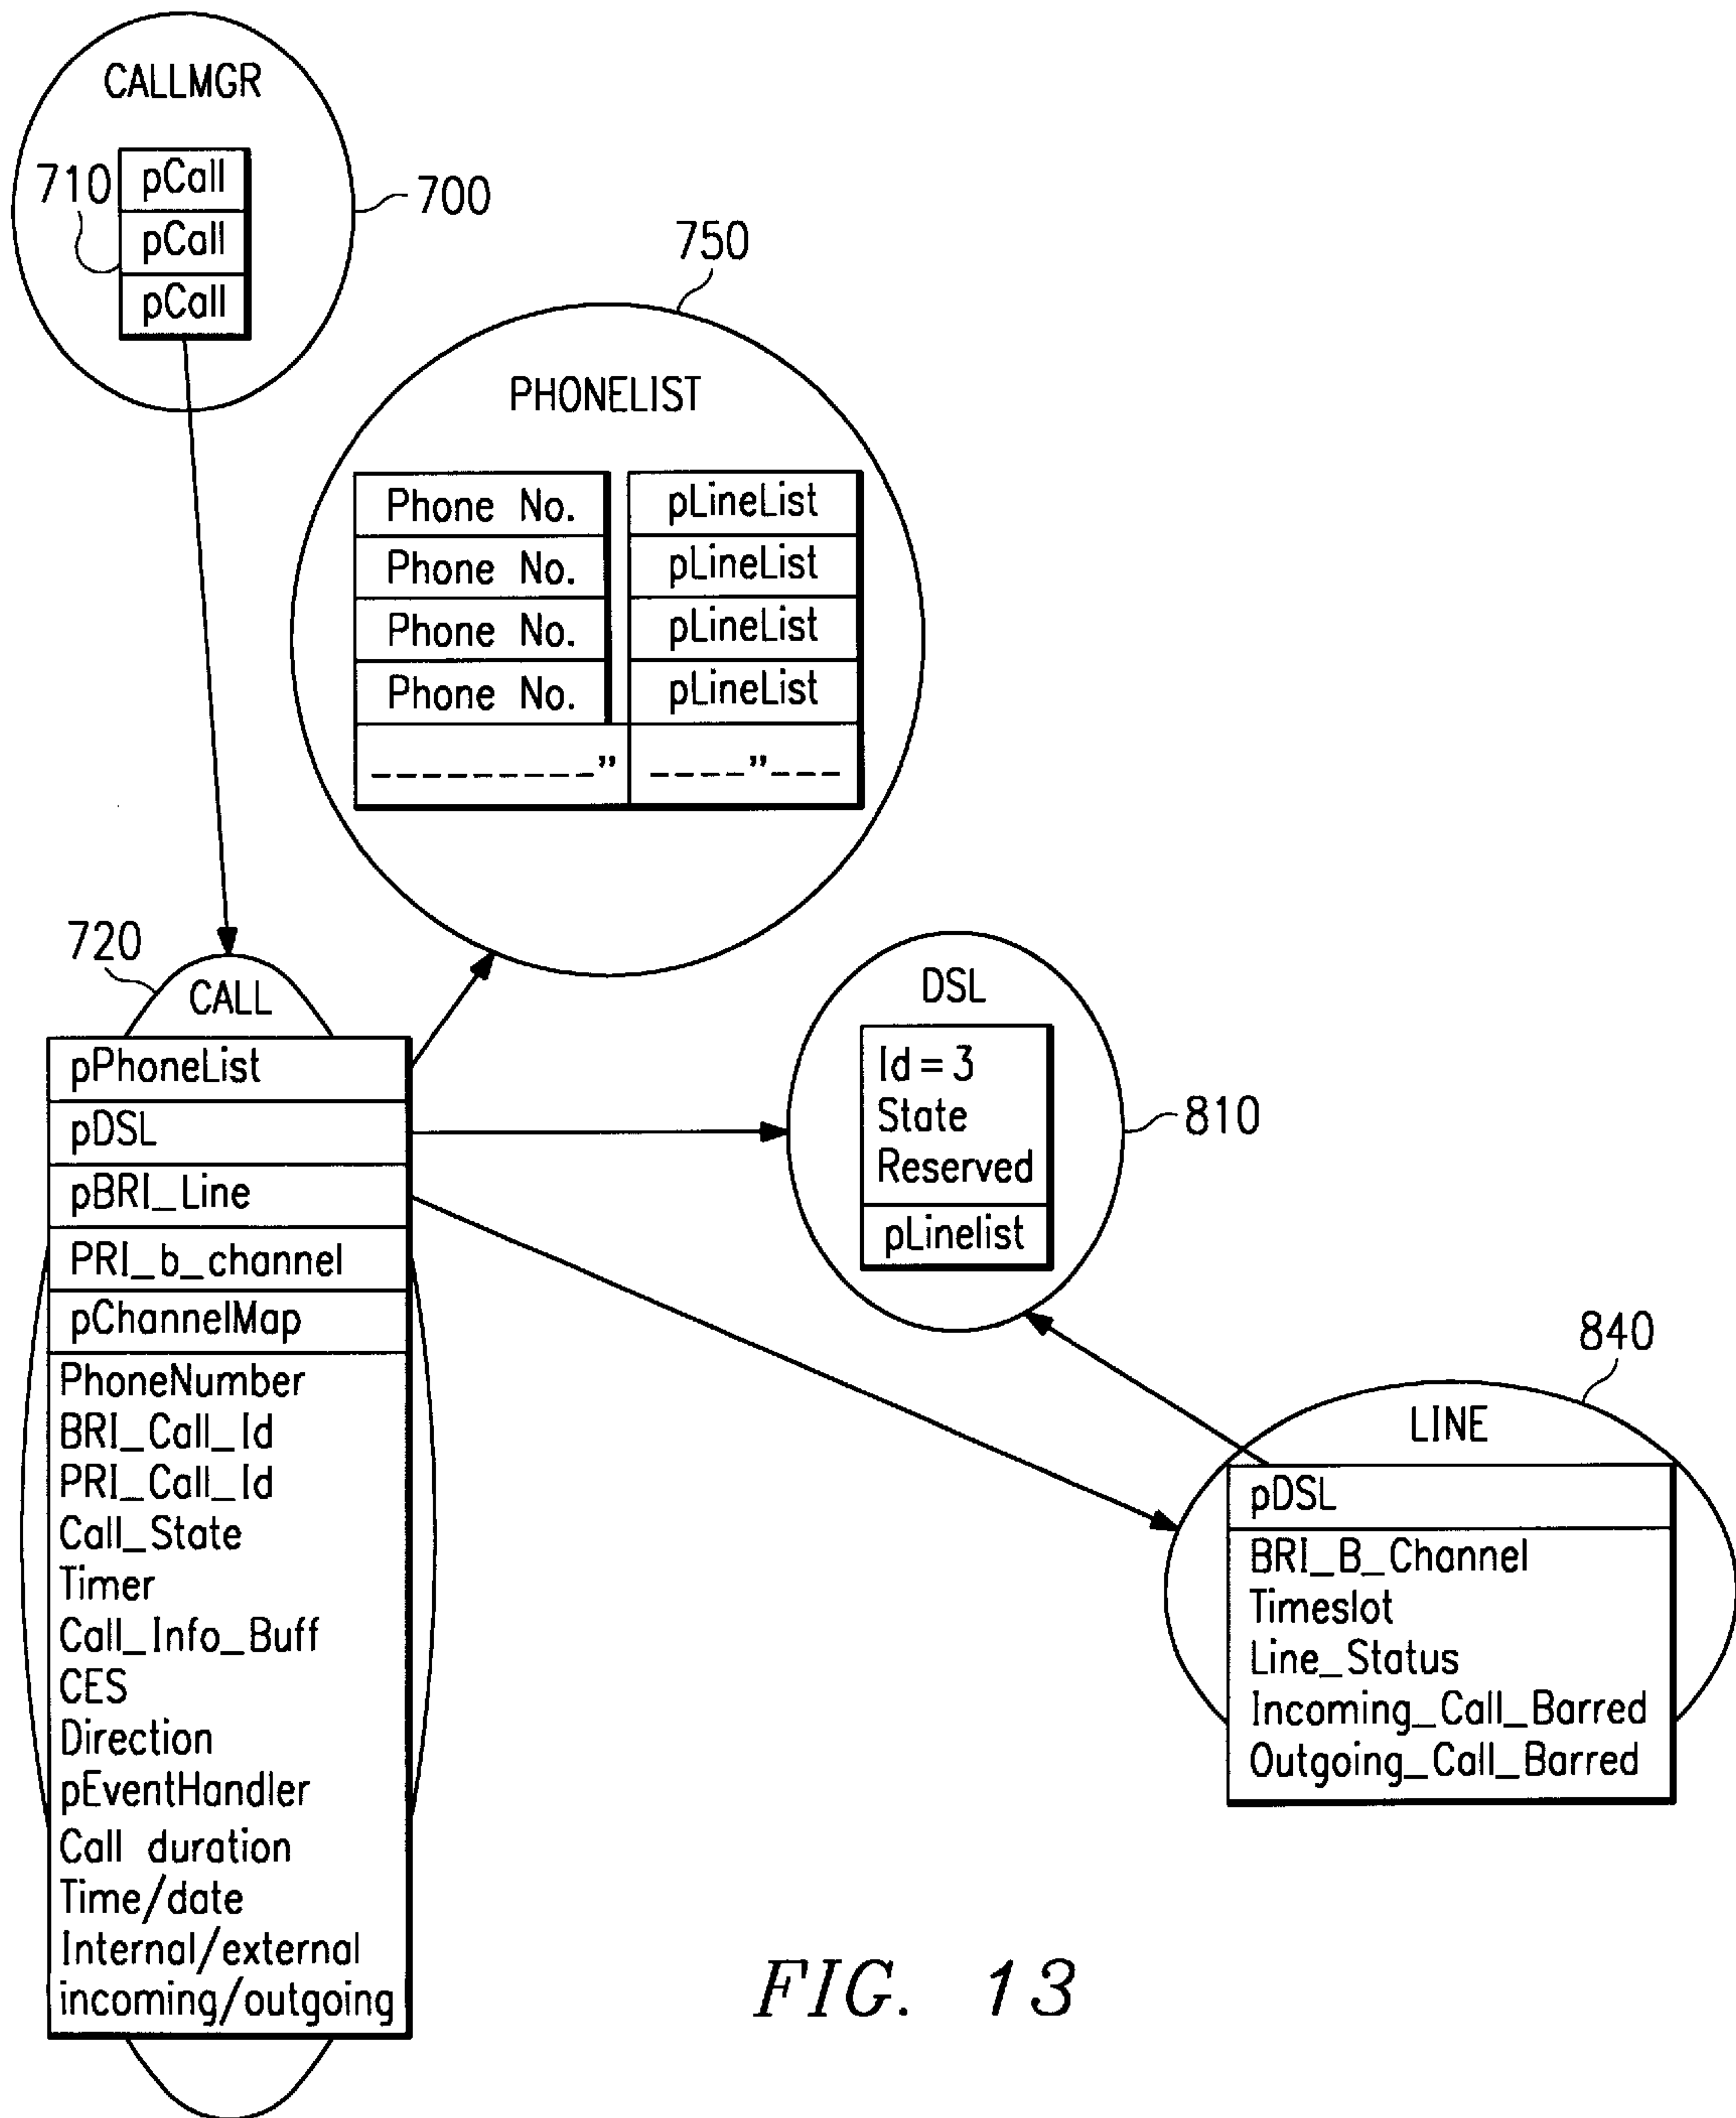 CALLMGR
710
pCall
pCall
pCall
700
750
PHONELIST
Phone No. pLineList
Phone No. pLineList
Phone No. pLineList
Phone No. pLineList
__________” ____”___
720
CALL
pPhoneList
pDSL
pBRI_Line
PRI_b_channel
pChannelMap
PhoneNumber
BRI_Call_Id
PRI_Call_Id
Call_State
Timer
Call_Info_Buff
CES
Direction
pEventHandler
Call duration
Time/date
Internal/external
incoming/outgoing
DSL
Id = 3
State
Reserved
pLinelist
810
840
LINE
pDSL
BRI_B_Channel
Timeslot
Line_Status
Incoming_Call_Barred
Outgoing_Call_Barred
FIG. 13